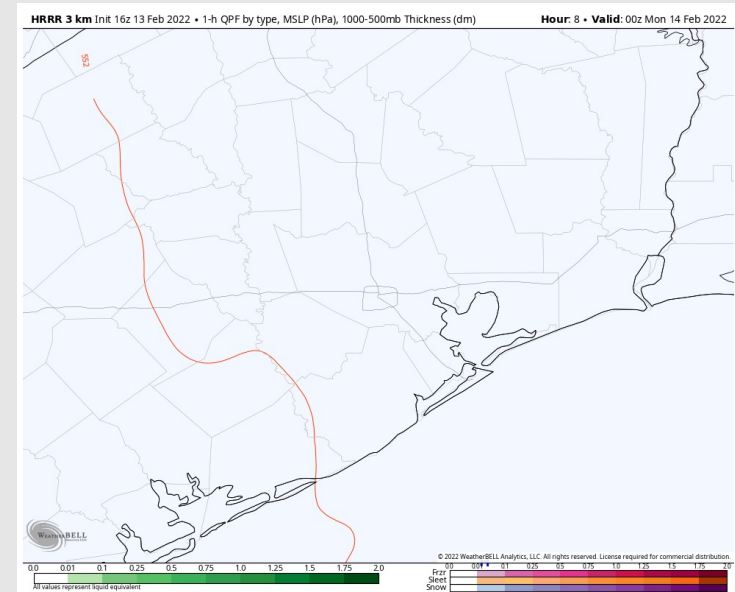 HRRR 3 km Init 16z 13 Feb 2022 • 1-h QPF by type, MSLP (hPa), 1000-500mb Thickness (dm)
Hour: 8 • Valid: 00z Mon 14 Feb 2022
552
WEATHERBELL
© 2022 WeatherBELL Analytics, LLC. All rights reserved. License required for commercial distribution.
0.0 0.01 0.1 0.25 0.5 0.75 1.0 1.25 1.5 1.75 2.0
All values represent liquid equivalent
0.0 0.01 0.1 0.25 0.5 0.75 1.0 1.25 1.5 1.75 2.0
Frzr
Sleet
Snow